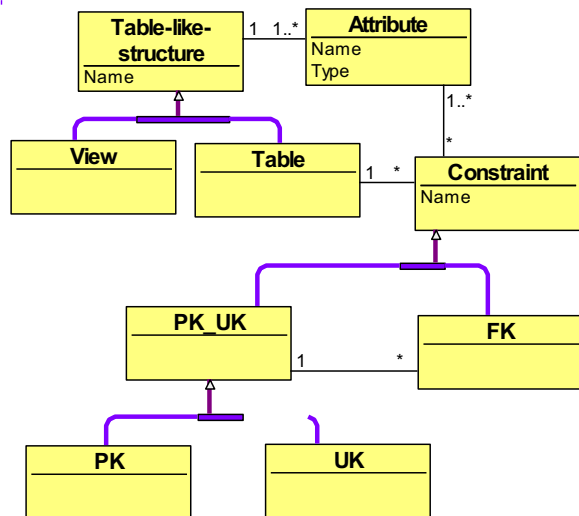 Table-like-
structure
Name
1 1..*
Attribute
Name
Type
1..*
*
View
Table
1 *
Constraint
Name
PK_UK
1 *
FK
PK
UK